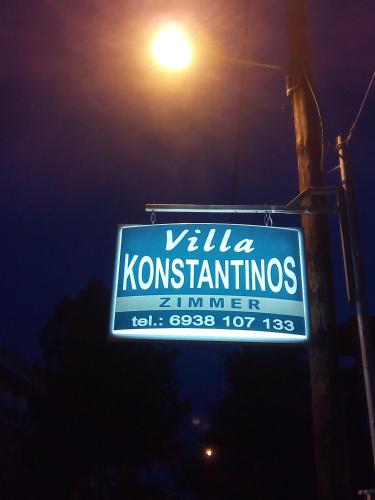 Villa
KONSTANTINOS
ZIMMER
tel.: 6938 107 133